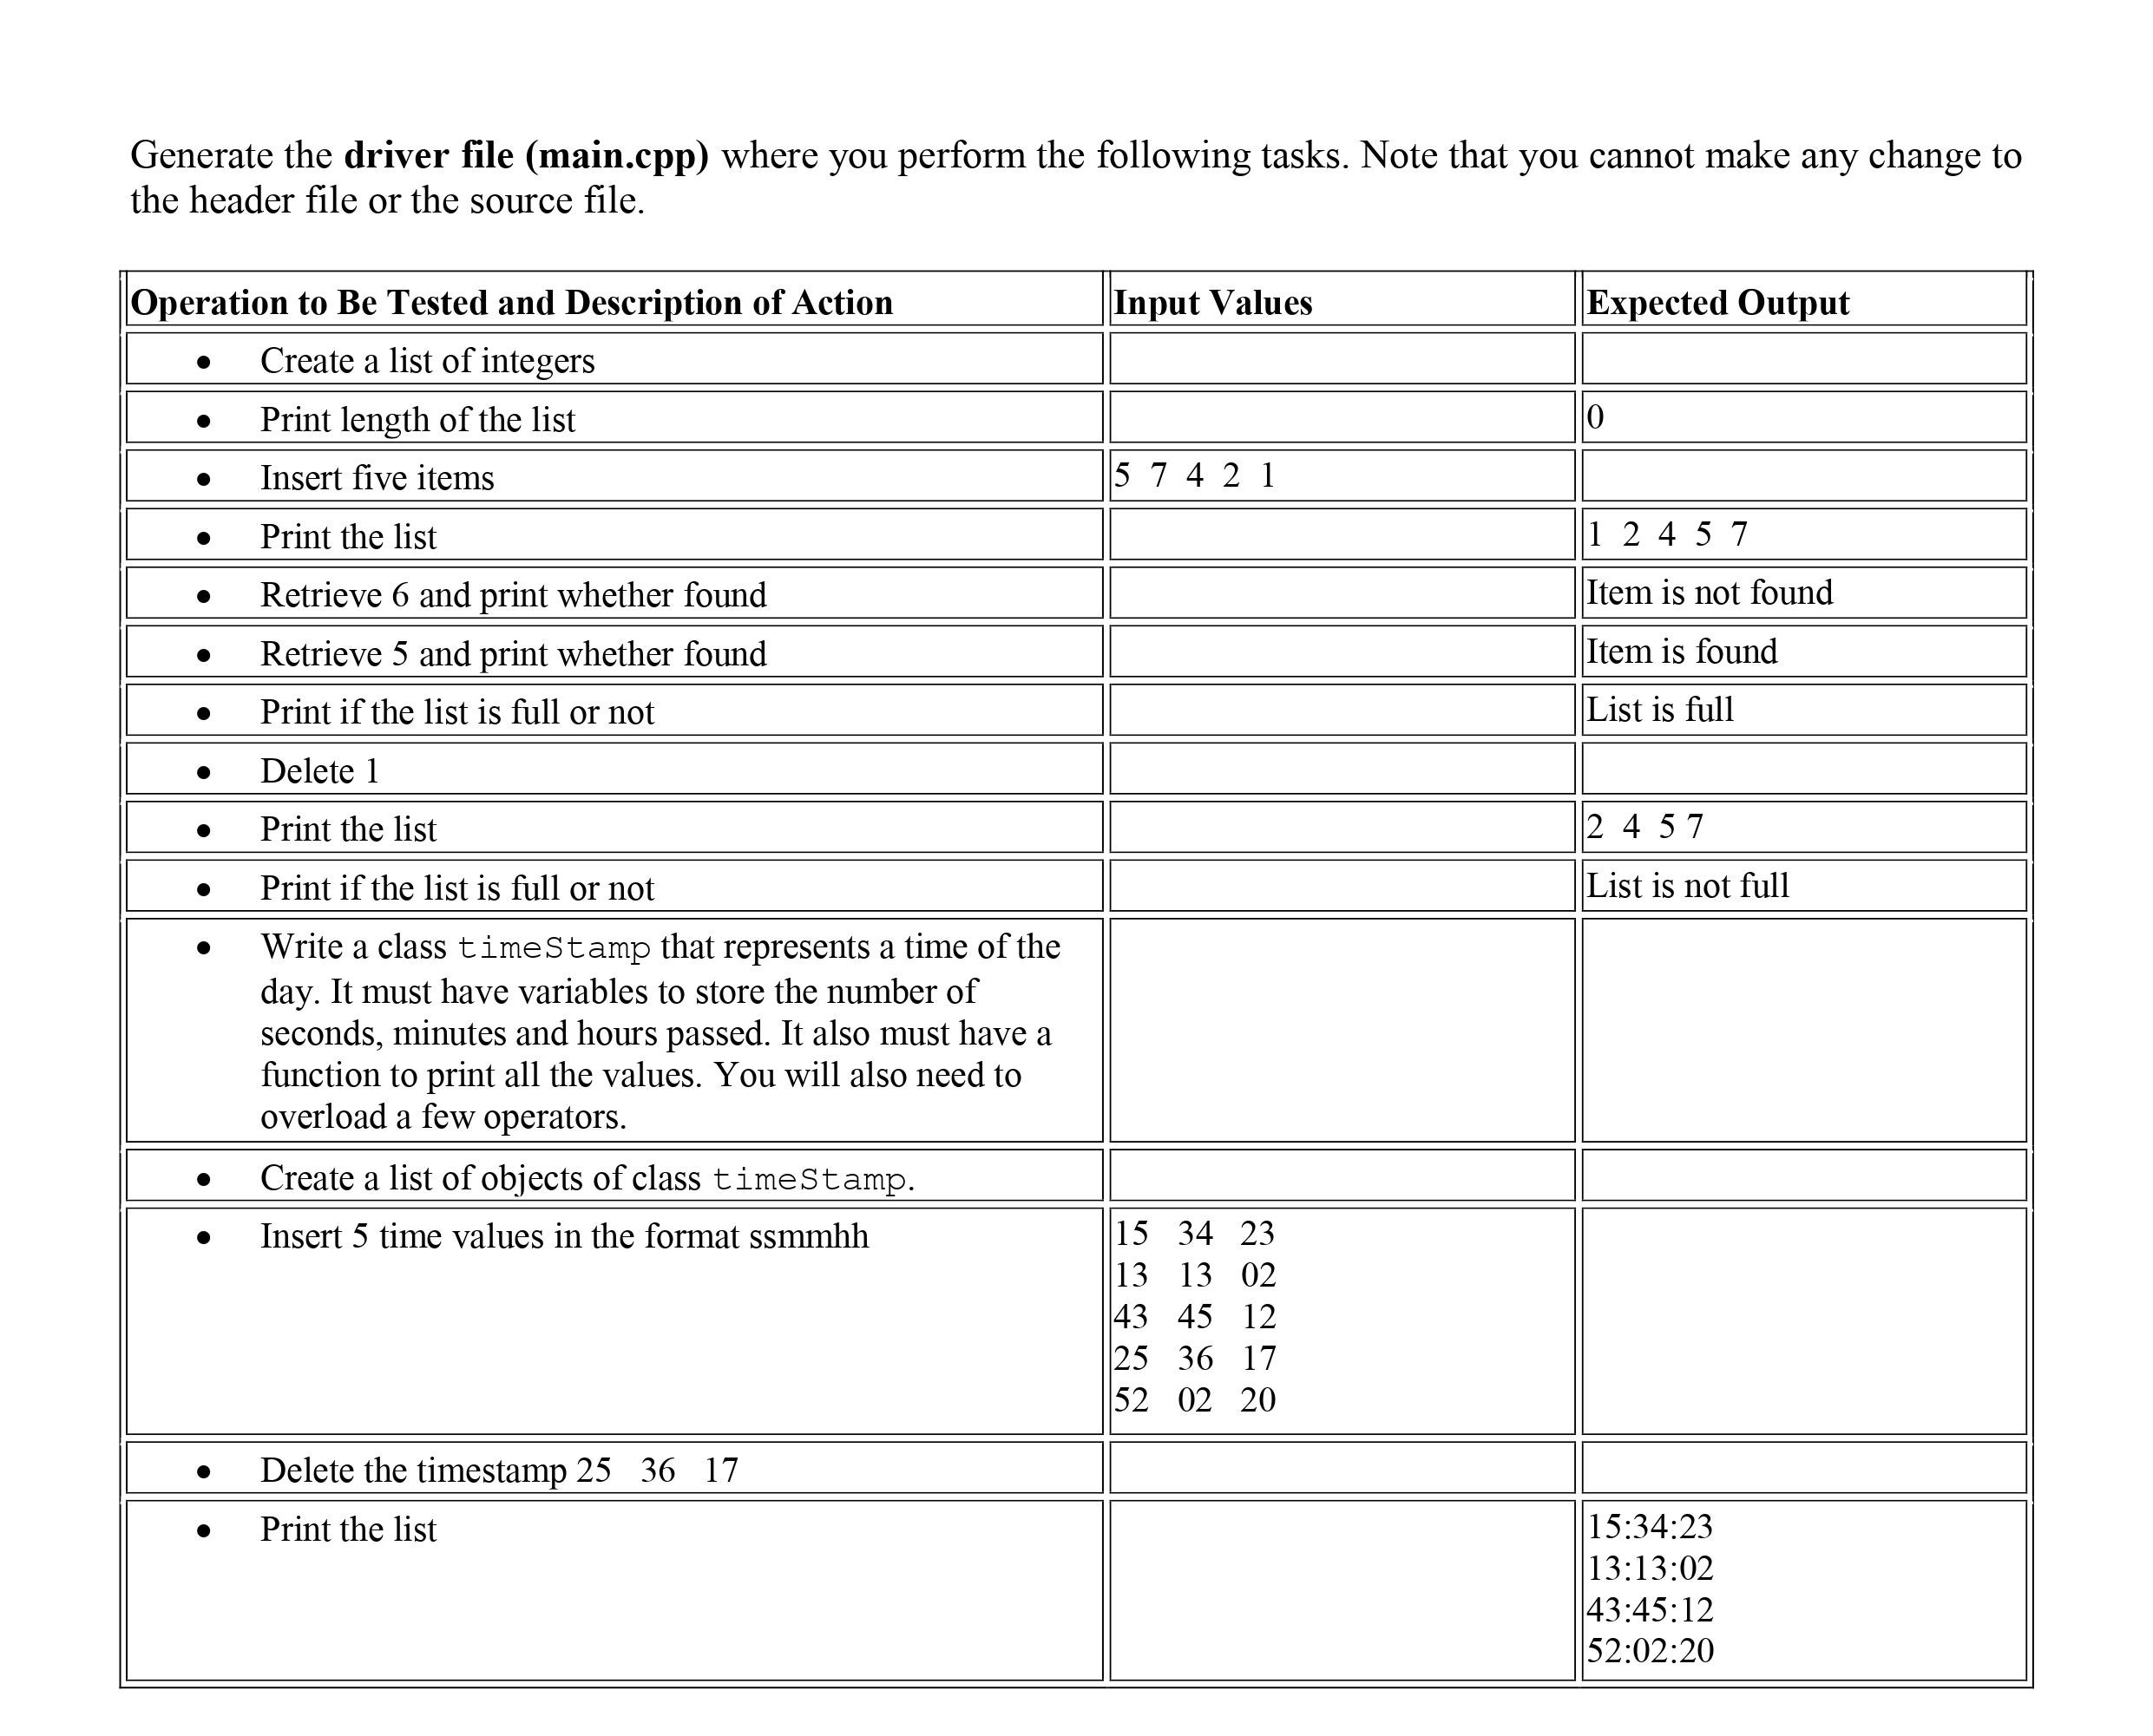 Generate the driver file (main.cpp) where you perform the following tasks. Note that you cannot make any change to
the header file or the source file.
Operation to Be Tested and Description of Action Input Values Expected Output
• Create a list of integers
• Print length of the list 0
• Insert five items 5 7 4 2 1
• Print the list 1 2 4 5 7
• Retrieve 6 and print whether found Item is not found
• Retrieve 5 and print whether found Item is found
• Print if the list is full or not List is full
• Delete 1
• Print the list 2 4 5 7
• Print if the list is full or not List is not full
• Write a class timeStamp that represents a time of the
day. It must have variables to store the number of
seconds, minutes and hours passed. It also must have a
function to print all the values. You will also need to
overload a few operators.
• Create a list of objects of class timeStamp.
• Insert 5 time values in the format ssmmhh 15 34 23
13 13 02
43 45 12
25 36 17
52 02 20
• Delete the timestamp 25 36 17
• Print the list 15:34:23
13:13:02
43:45:12
52:02:20